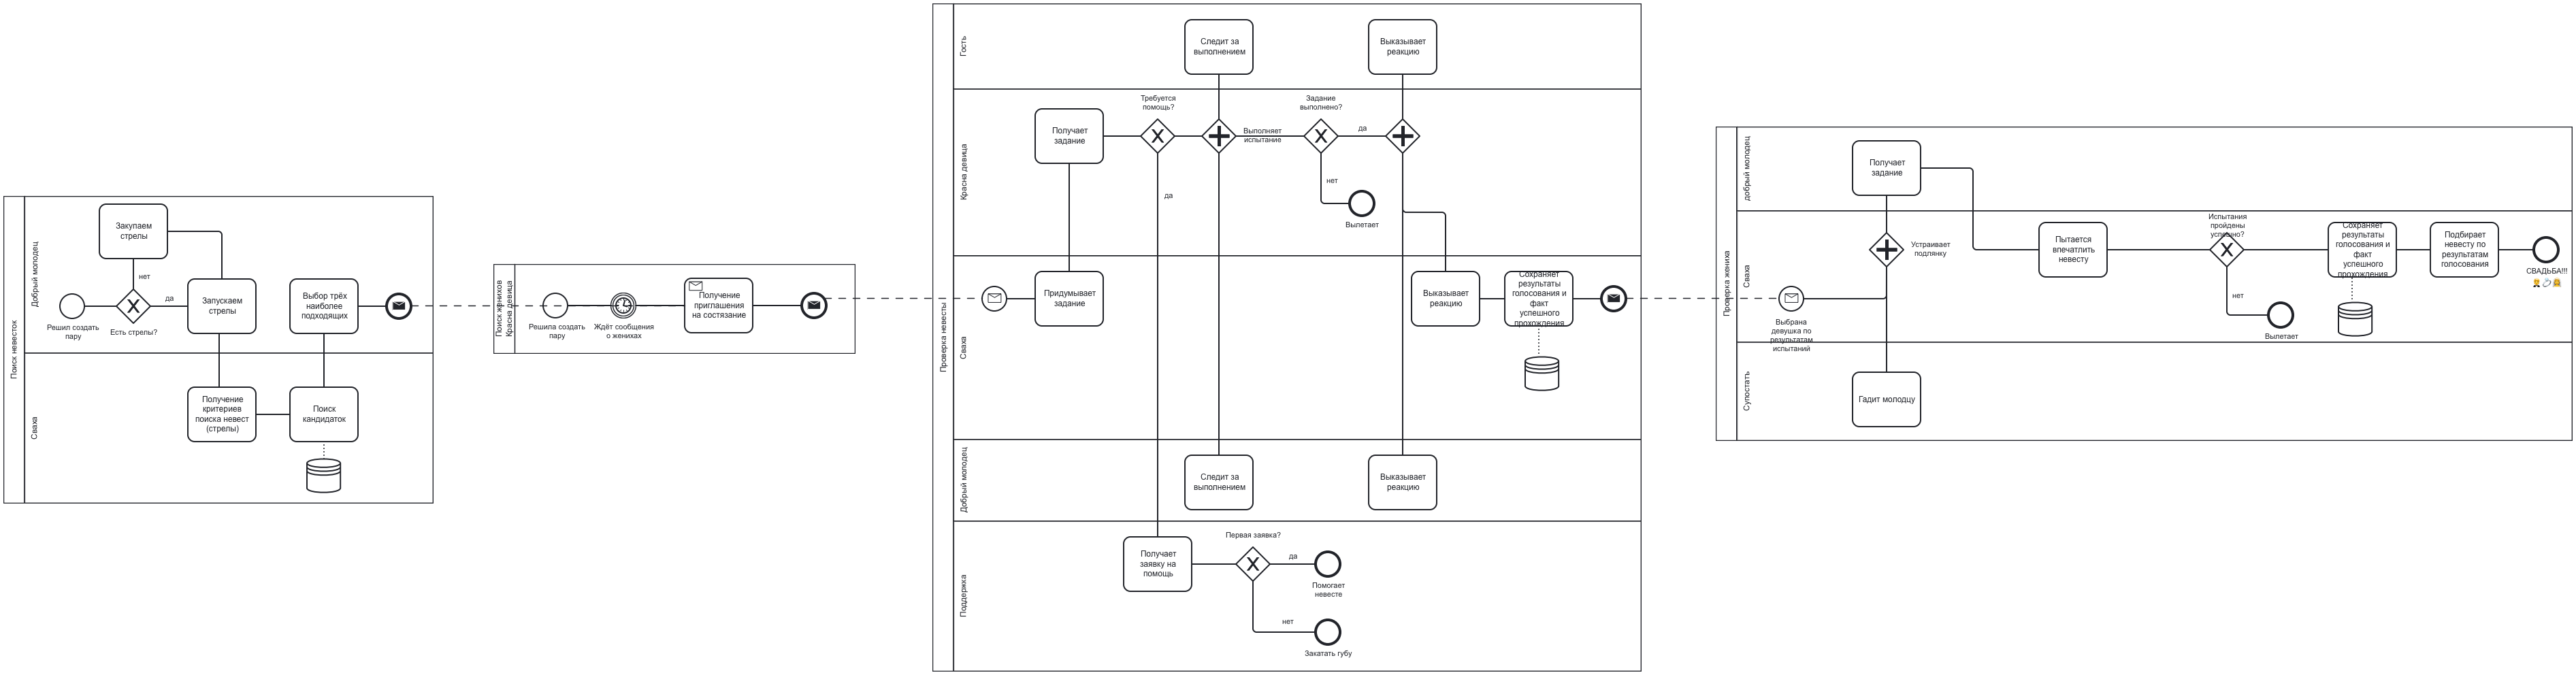 Поиск невесток
Добрый молодец
Закупаем
стрелы
нет
Решил создать
пару
Есть стрелы?
да
Запускаем
стрелы
Выбор трёх
наиболее
подходящих
Сваха
Получение
критериев
поиска невест
(стрелы)
Поиск
кандидаток
Поиск женихов
Красна девица
Решила создать
пару
Ждёт сообщения
о женихах
Получение
приглашения
на состязание
Проверка невесты
Гость
Следит за
выполнением
Выказывает
реакцию
Красна девица
Получает
задание
Требуется
помощь?
да
Выполняет
испытание
Задание
выполнено?
да
нет
Вылетает
Сваха
Придумывает
задание
Выказывает
реакцию
Сохраняет
результаты
голосования и
факт
успешного
прохождения
Добрый молодец
Следит за
выполнением
Выказывает
реакцию
Поддержка
Получает
заявку на
помощь
Первая заявка?
да
Помогает
невесте
нет
Закатать губу
Проверка жениха
добрый молодец
Получает
задание
Сваха
Выбрана
девушка по
результатам
испытаний
Устраивает
подлянку
Пытается
впечатлить
невесту
Испытания
пройдены
успешно?
нет
Вылетает
Сохраняет
результаты
голосования и
факт
успешного
прохождения
Подбирает
невесту по
результатам
голосования
СВАДЬБА!!!
Супостать
Гадит молодцу